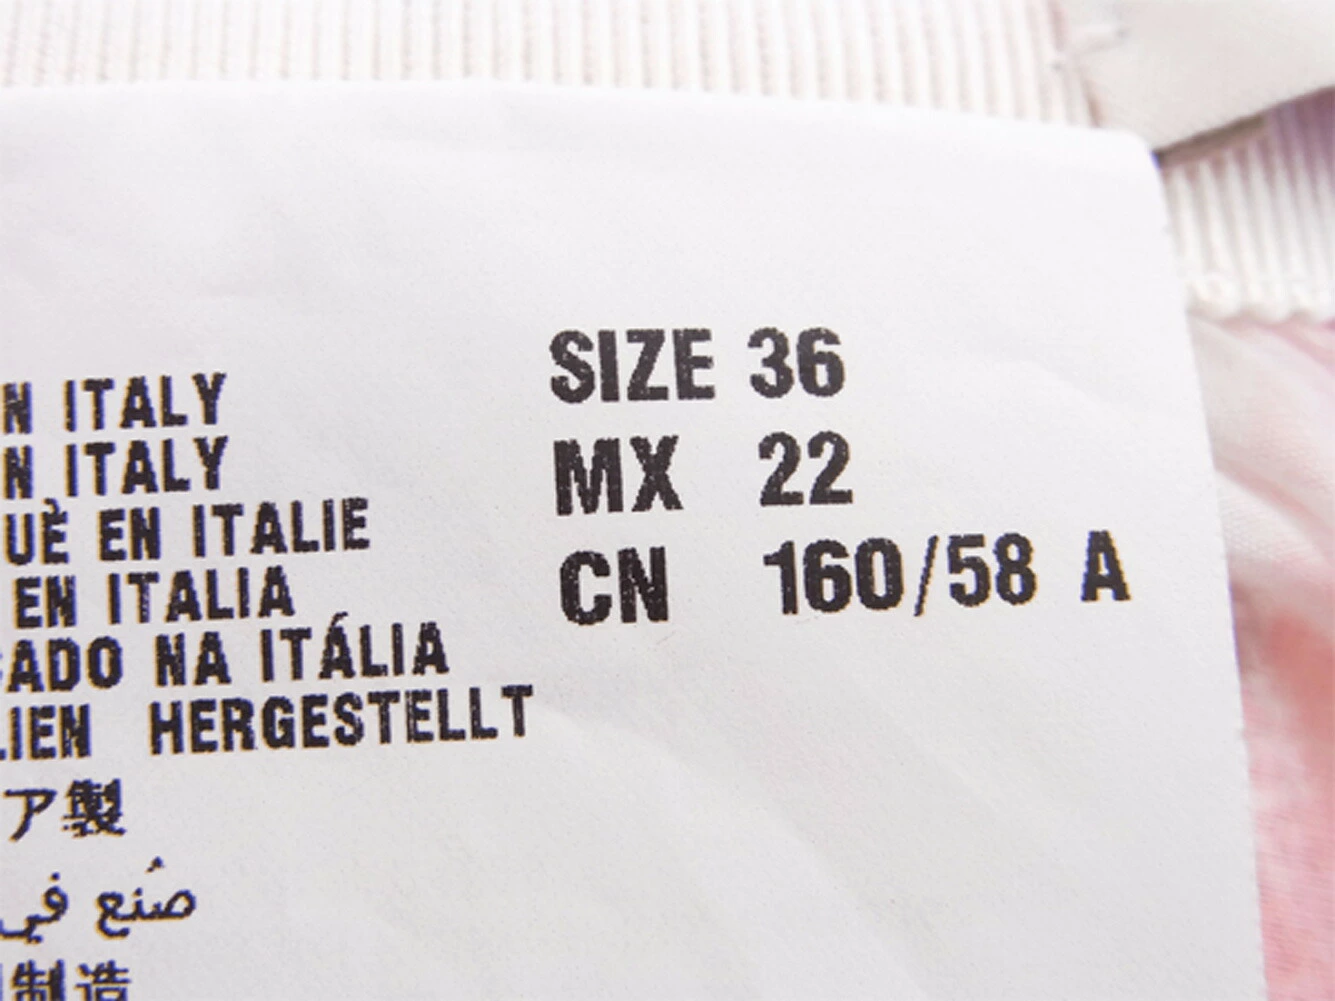 SIZE 36
MX 22
CN 160/58 A
N ITALY
N ITALY
UÈ EN ITALIE
EN ITALIA
CADO NA ITÁLIA
LIEN HERGESTELLT
ア製
صُنع في
制造